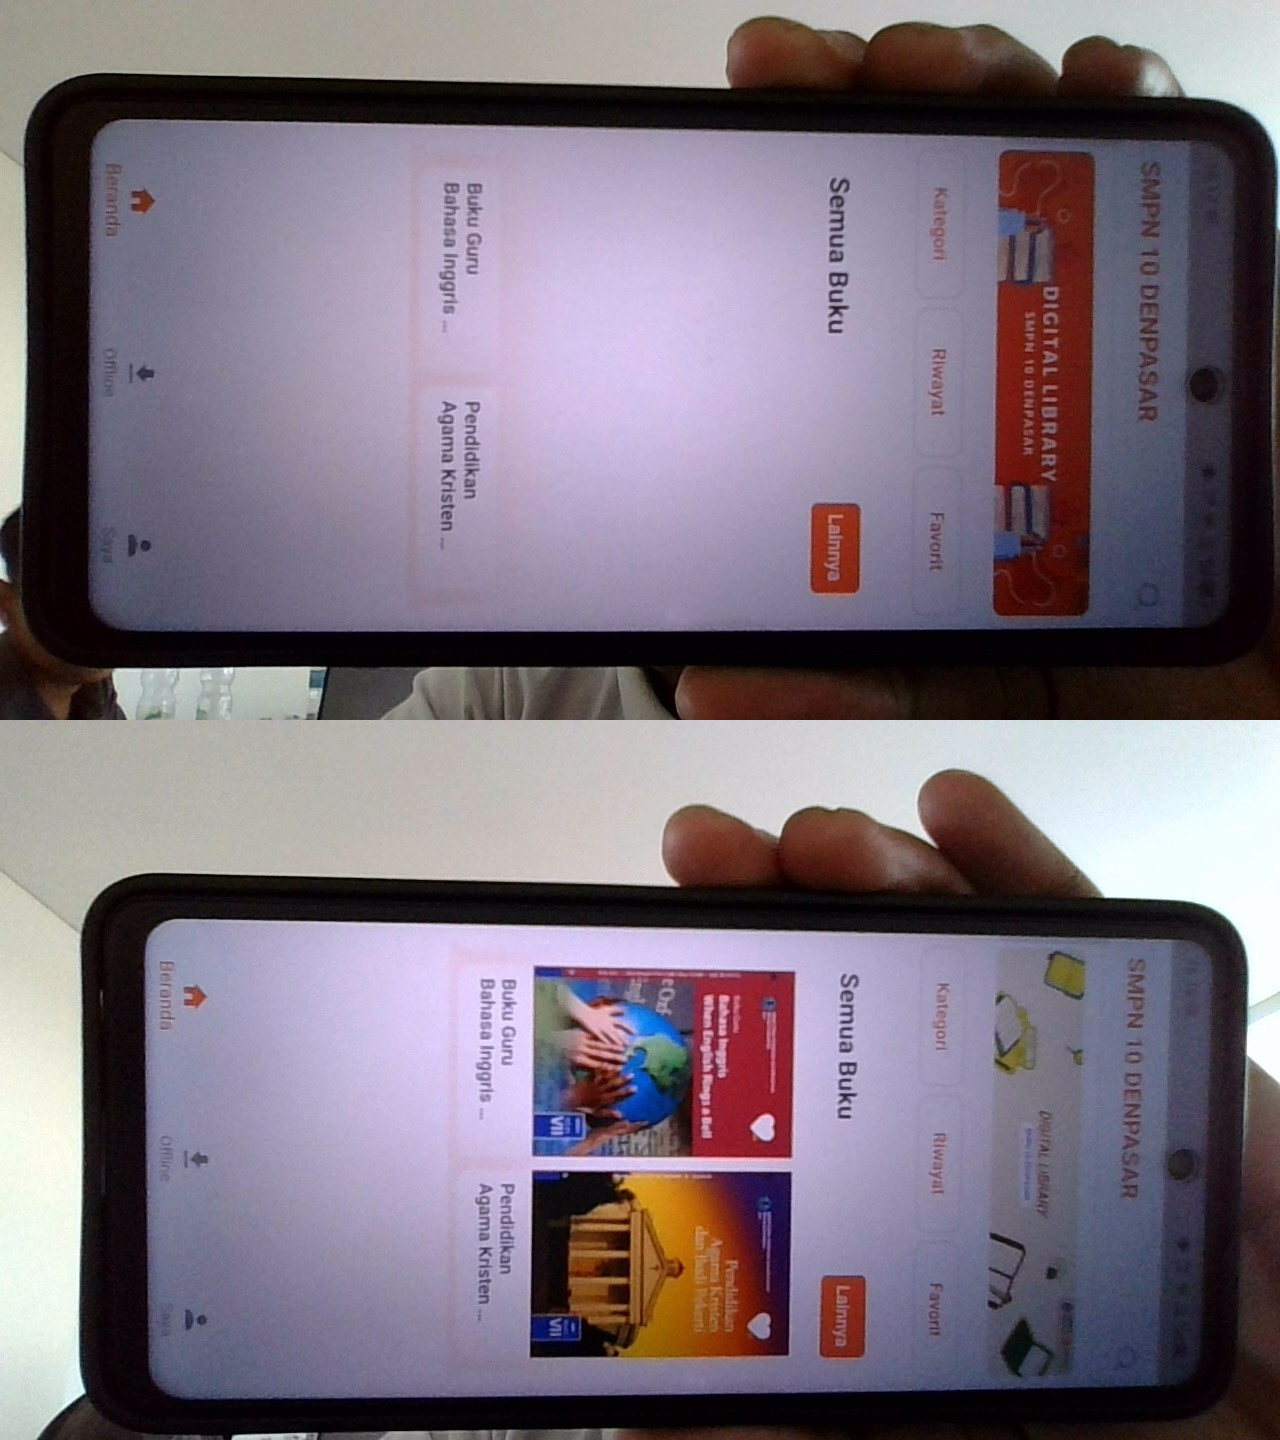 SMPN 10 DENPASAR
DIGITAL LIBRARY
SMPN 10 DENPASAR
Kategori
Riwayat
Favorit
Semua Buku
Lainnya
Buku Guru
Bahasa Inggris ...
Pendidikan
Agama Kristen ...
Beranda
Offline
Saya
SMPN 10 DENPASAR
DIGITAL LIBRARY
Kategori
Riwayat
Favorit
Semua Buku
Lainnya
Bahasa Inggris
When English Rings a Bell
VII
Pendidikan
Agama Kristen
dan Budi Pekerti
VII
Buku Guru
Bahasa Inggris ...
Pendidikan
Agama Kristen ...
Beranda
Offline
Saya